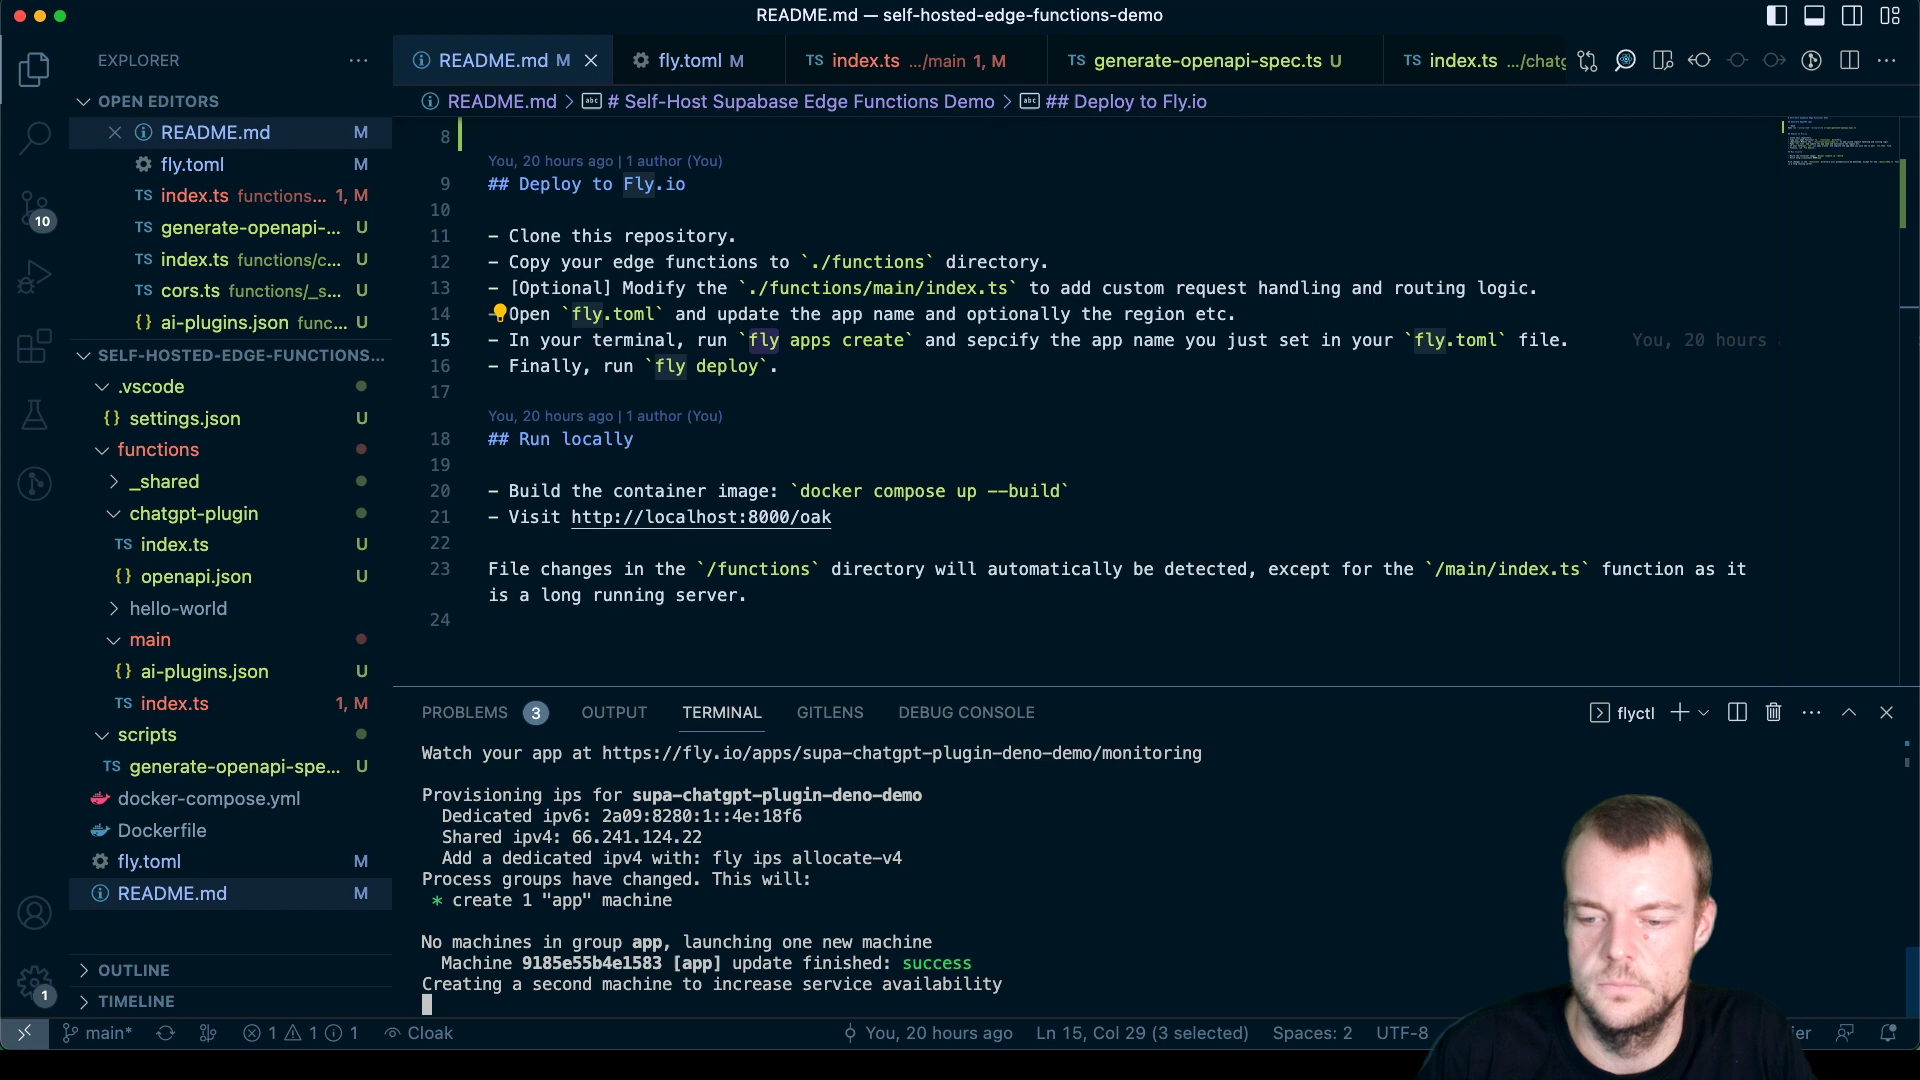 README.md — self-hosted-edge-functions-demo
EXPLORER
OPEN EDITORS
README.md M
fly.toml M
TS index.ts functions... 1, M
TS generate-openapi-... U
TS index.ts functions/c... U
TS cors.ts functions/_s... U
{} ai-plugins.json func... U
SELF-HOSTED-EDGE-FUNCTIONS...
.vscode
{} settings.json U
functions
_shared
chatgpt-plugin
TS index.ts U
{} openapi.json U
hello-world
main
{} ai-plugins.json U
TS index.ts 1, M
scripts
TS generate-openapi-spe... U
docker-compose.yml
Dockerfile
fly.toml M
README.md M
OUTLINE
TIMELINE
10
1
README.md M
fly.toml M
TS index.ts .../main 1, M
TS generate-openapi-spec.ts U
TS index.ts .../chatg
README.md > abc # Self-Host Supabase Edge Functions Demo > abc ## Deploy to Fly.io
8
You, 20 hours ago | 1 author (You)
9 ## Deploy to Fly.io
10
11 - Clone this repository.
12 - Copy your edge functions to `./functions` directory.
13 - [Optional] Modify the `./functions/main/index.ts` to add custom request handling and routing logic.
14 - Open `fly.toml` and update the app name and optionally the region etc.
15 - In your terminal, run `fly apps create` and sepcify the app name you just set in your `fly.toml` file. You, 20 hours
16 - Finally, run `fly deploy`.
17
You, 20 hours ago | 1 author (You)
18 ## Run locally
19
20 - Build the container image: `docker compose up --build`
21 - Visit http://localhost:8000/oak
22
23 File changes in the `/functions` directory will automatically be detected, except for the `/main/index.ts` function as it
is a long running server.
24
PROBLEMS 3 OUTPUT TERMINAL GITLENS DEBUG CONSOLE
flyctl
Watch your app at https://fly.io/apps/supa-chatgpt-plugin-deno-demo/monitoring
Provisioning ips for supa-chatgpt-plugin-deno-demo
Dedicated ipv6: 2a09:8280:1::4e:18f6
Shared ipv4: 66.241.124.22
Add a dedicated ipv4 with: fly ips allocate-v4
Process groups have changed. This will:
* create 1 "app" machine
No machines in group app, launching one new machine
Machine 9185e55b4e1583 [app] update finished: success
Creating a second machine to increase service availability
main* 1 1 1 Cloak
You, 20 hours ago Ln 15, Col 29 (3 selected) Spaces: 2 UTF-8 ier